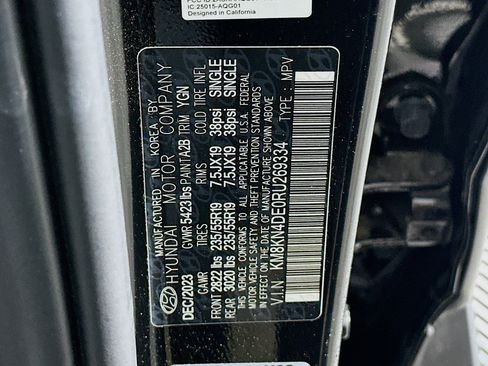 IC:25015-AQG01
Designed in California
MANUFACTURED IN KOREA BY
HYUNDAI MOTOR COMPANY
DEC/2023 GVWR 5423 lbs PAINT A2B TRIM YGN
GAWR TIRES RIMS COLD TIRE INFL
FRONT 2822 lbs 235/55R19 7.5JX19 38psi SINGLE
REAR 3020 lbs 235/55R19 7.5JX19 38psi SINGLE
THIS VEHICLE CONFORMS TO ALL APPLICABLE U.S.A. FEDERAL
MOTOR VEHICLE SAFETY AND THEFT PREVENTION STANDARDS
IN EFFECT ON THE DATE OF MANUFACTURE SHOWN ABOVE.
V.I.N: KM8KN4DE0RU269334 TYPE: MPV